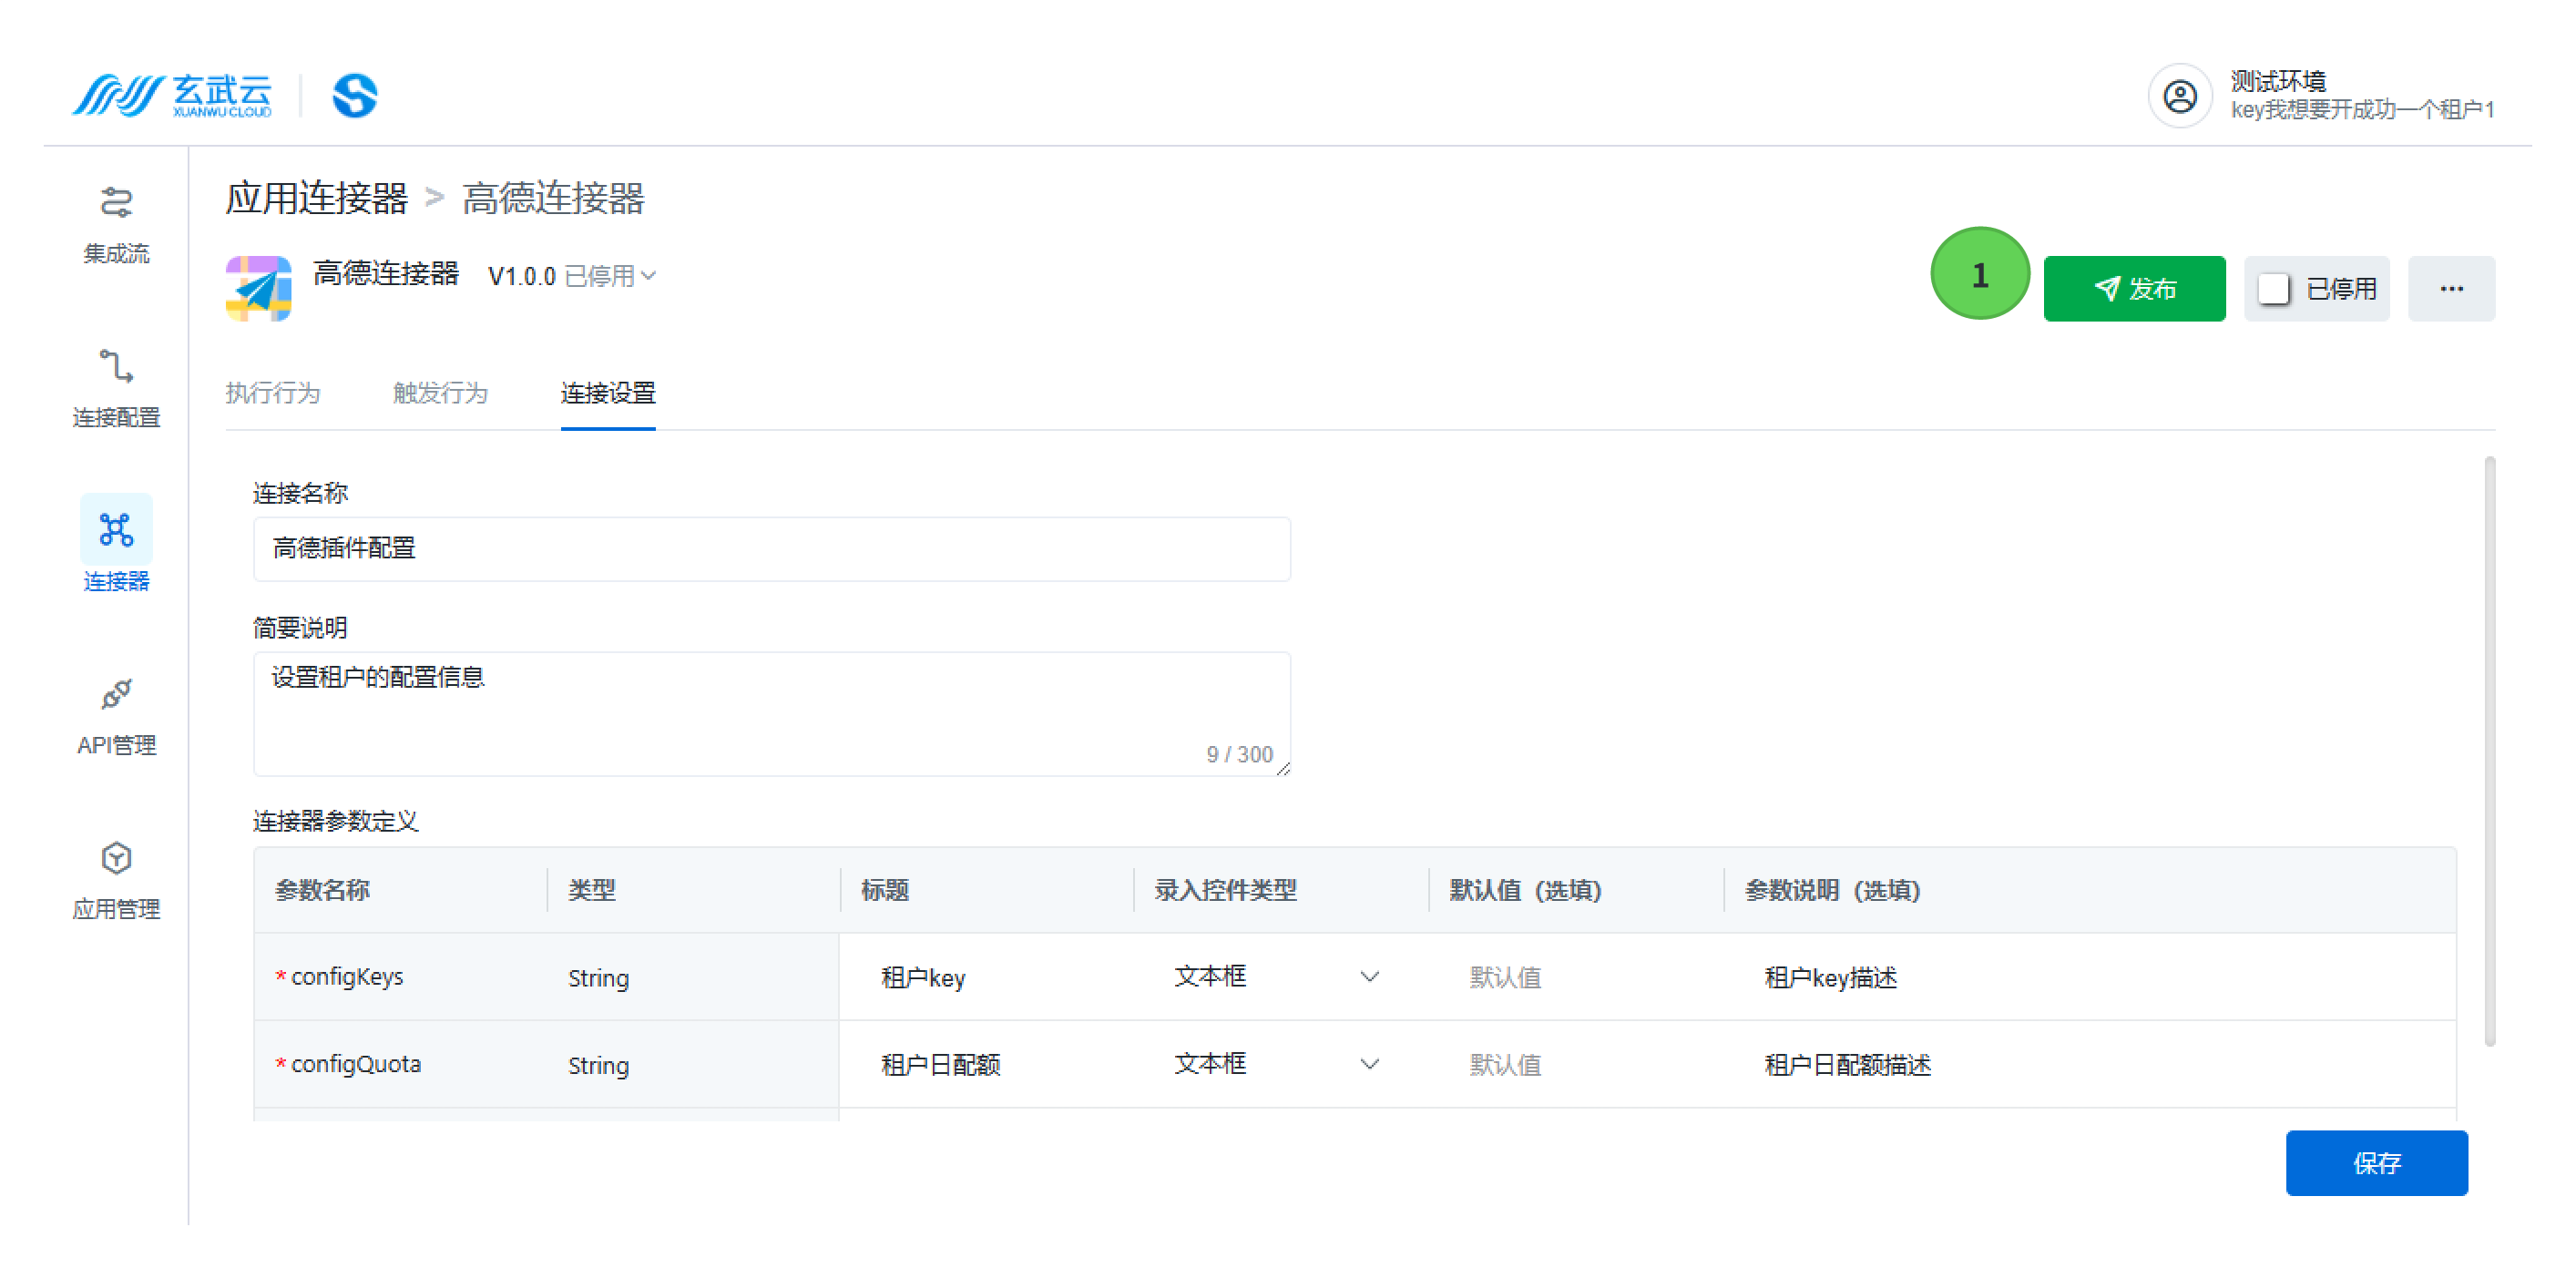 玄武云
XUANWU CLOUD
测试环境
key我想要开成功一个租户1
集成流
连接配置
连接器
API管理
应用管理
应用连接器 > 高德连接器
高德连接器 V1.0.0 已停用
1
发布
已停用
...
执行行为 触发行为 连接设置
连接名称
高德插件配置
简要说明
设置租户的配置信息
9 / 300
连接器参数定义
参数名称 类型 标题 录入控件类型 默认值（选填） 参数说明（选填）
* configKeys String 租户key 文本框 默认值 租户key描述
* configQuota String 租户日配额 文本框 默认值 租户日配额描述
保存